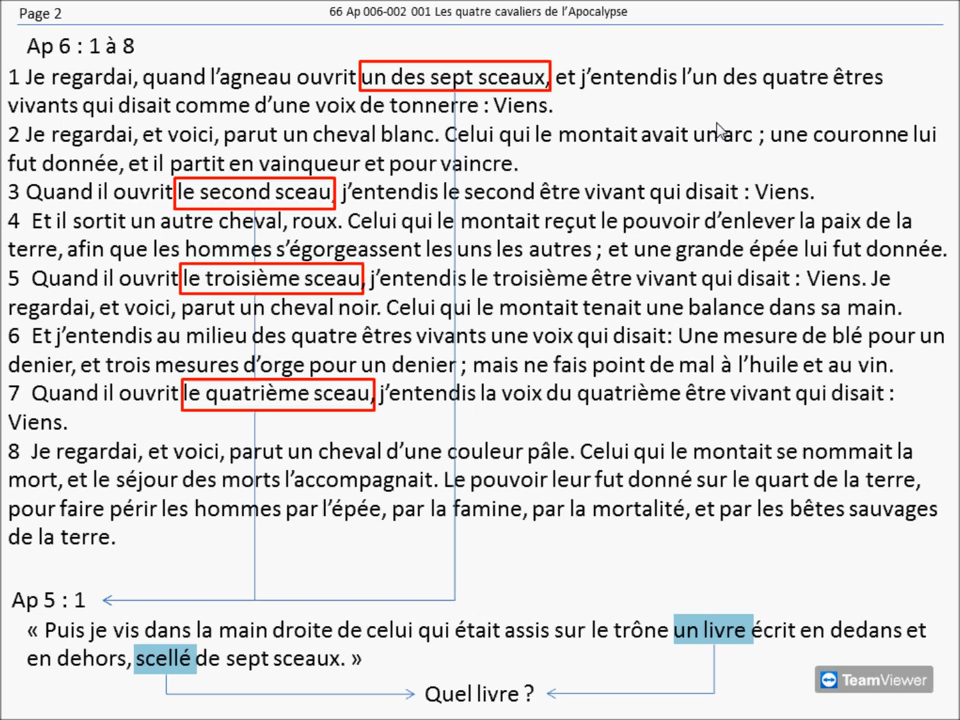 Page 2
66 Ap 006-002 001 Les quatre cavaliers de l’Apocalypse
Ap 6 : 1 à 8
1 Je regardai, quand l’agneau ouvrit un des sept sceaux, et j’entendis l’un des quatre êtres
vivants qui disait comme d’une voix de tonnerre : Viens.
2 Je regardai, et voici, parut un cheval blanc. Celui qui le montait avait un arc ; une couronne lui
fut donnée, et il partit en vainqueur et pour vaincre.
3 Quand il ouvrit le second sceau, j’entendis le second être vivant qui disait : Viens.
4 Et il sortit un autre cheval, roux. Celui qui le montait reçut le pouvoir d’enlever la paix de la
terre, afin que les hommes s’égorgeassent les uns les autres ; et une grande épée lui fut donnée.
5 Quand il ouvrit le troisième sceau, j’entendis le troisième être vivant qui disait : Viens. Je
regardai, et voici, parut un cheval noir. Celui qui le montait tenait une balance dans sa main.
6 Et j’entendis au milieu des quatre êtres vivants une voix qui disait: Une mesure de blé pour un
denier, et trois mesures d’orge pour un denier ; mais ne fais point de mal à l’huile et au vin.
7 Quand il ouvrit le quatrième sceau, j’entendis la voix du quatrième être vivant qui disait :
Viens.
8 Je regardai, et voici, parut un cheval d’une couleur pâle. Celui qui le montait se nommait la
mort, et le séjour des morts l’accompagnait. Le pouvoir leur fut donné sur le quart de la terre,
pour faire périr les hommes par l’épée, par la famine, par la mortalité, et par les bêtes sauvages
de la terre.
Ap 5 : 1
« Puis je vis dans la main droite de celui qui était assis sur le trône un livre écrit en dedans et
en dehors, scellé de sept sceaux. »
Quel livre ?
TeamViewer